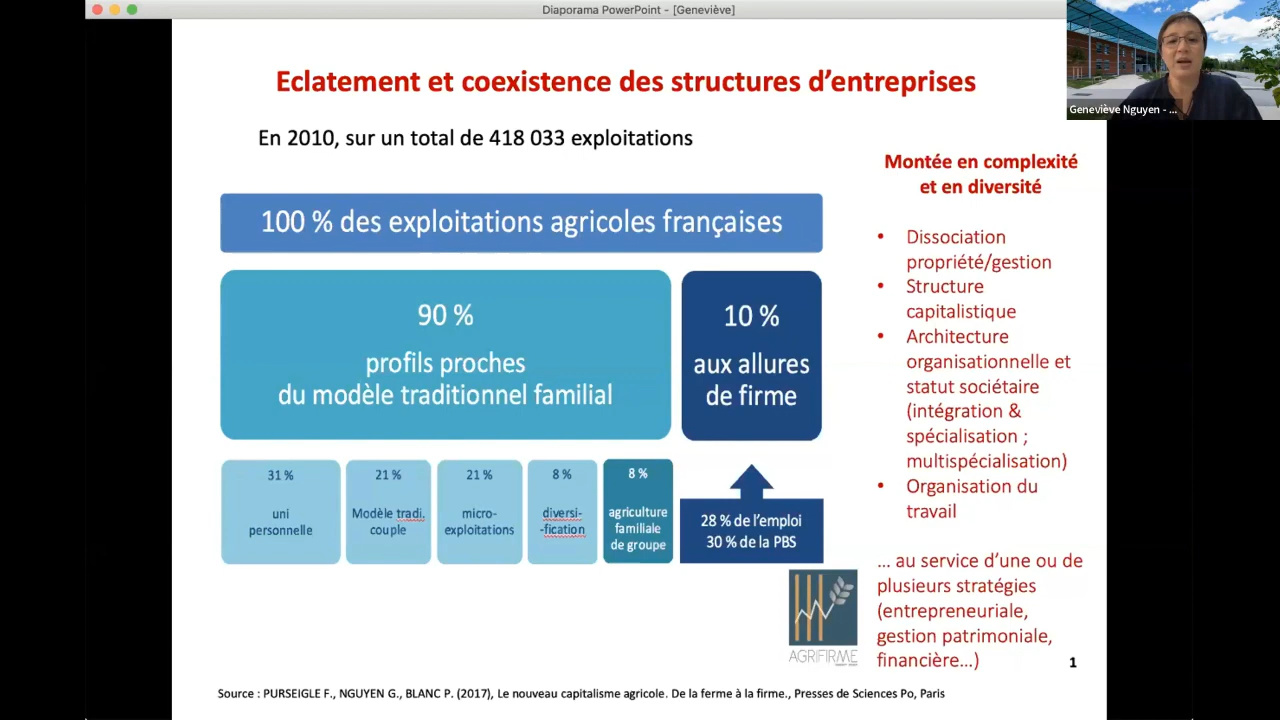 Diaporama PowerPoint - [Geneviève]
Geneviève Nguyen - ...
Eclatement et coexistence des structures d'entreprises
En 2010, sur un total de 418 033 exploitations
100 % des exploitations agricoles françaises
90 %
profils proches
du modèle traditionnel familial
10 %
aux allures
de firme
31 %
uni
personnelle
21 %
Modèle tradi.
couple
21 %
micro-
exploitations
8 %
diversi-
-fication
8 %
agriculture
familiale
de groupe
28 % de l'emploi
30 % de la PBS
AGRIFIRME
Montée en complexité
et en diversité
• Dissociation
propriété/gestion
• Structure
capitalistique
• Architecture
organisationnelle et
statut sociétaire
(intégration &
spécialisation ;
multispécialisation)
• Organisation du
travail
... au service d'une ou de
plusieurs stratégies
(entrepreneuriale,
gestion patrimoniale,
financière...)
1
Source : PURSEIGLE F., NGUYEN G., BLANC P. (2017), Le nouveau capitalisme agricole. De la ferme à la firme., Presses de Sciences Po, Paris